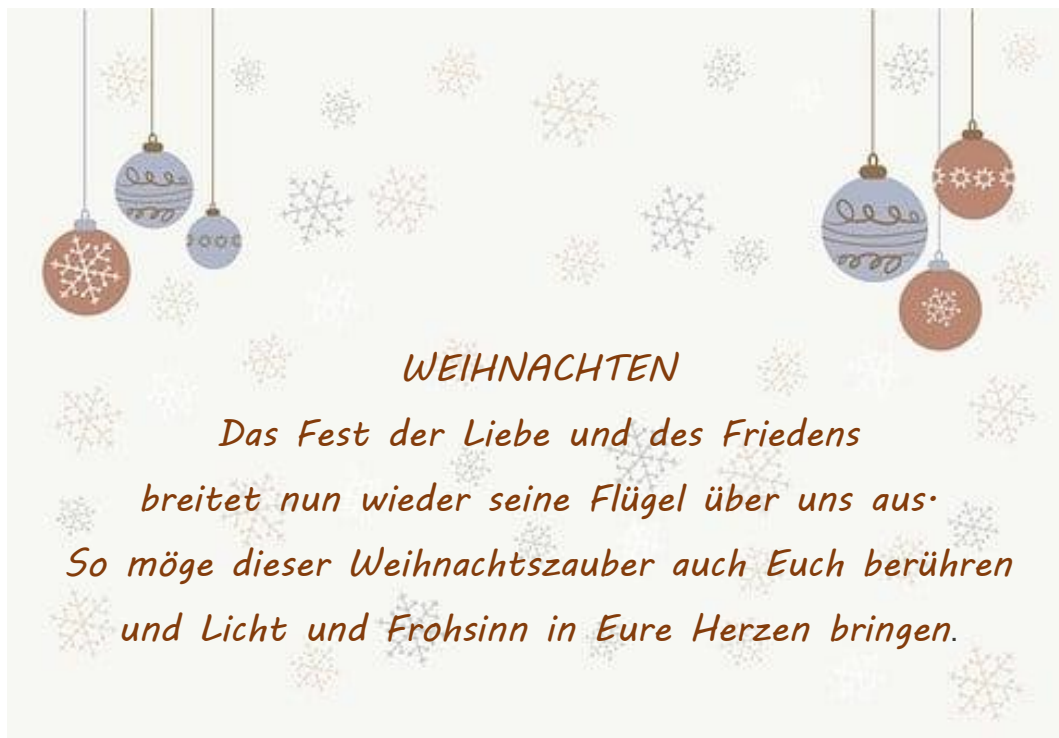 WEIHNACHTEN
Das Fest der Liebe und des Friedens
breitet nun wieder seine Flügel über uns aus·
So möge dieser Weihnachtszauber auch Euch berühren
und Licht und Frohsinn in Eure Herzen bringen.